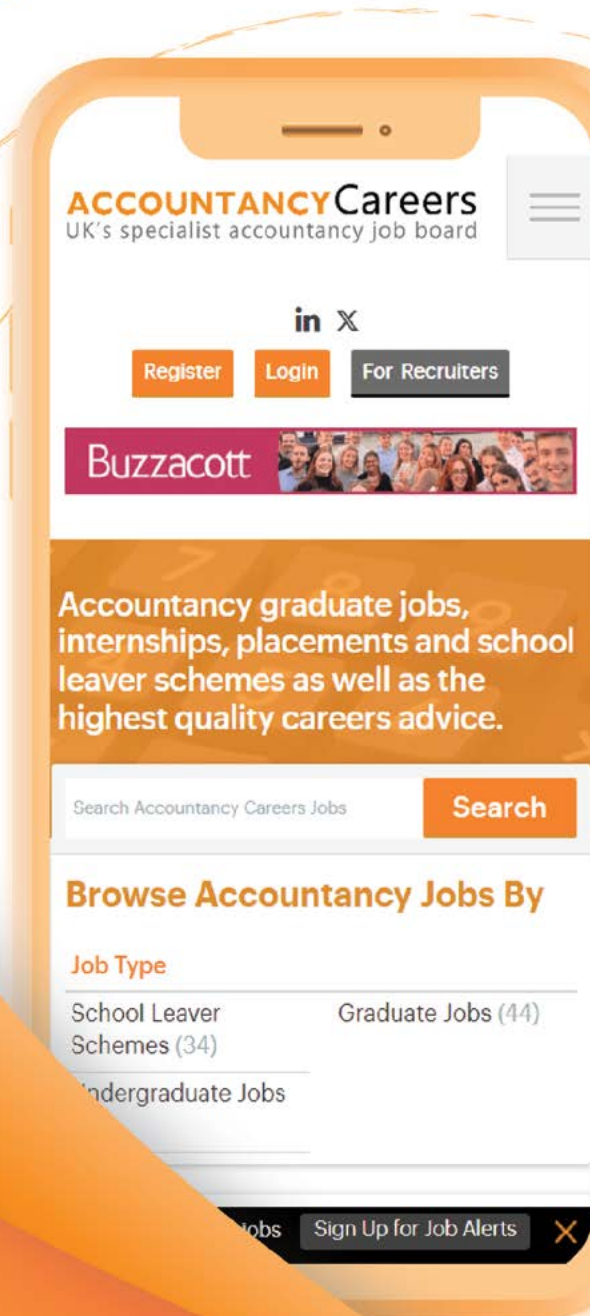 ACCOUNTANCYCareers
UK's specialist accountancy job board
in X
Register Login For Recruiters
Buzzacott
Accountancy graduate jobs,
internships, placements and school
leaver schemes as well as the
highest quality careers advice.
Search Accountancy Careers Jobs Search
Browse Accountancy Jobs By
Job Type
School Leaver Graduate Jobs (44)
Schemes (34)
Jobs
Sign Up for Job Alerts